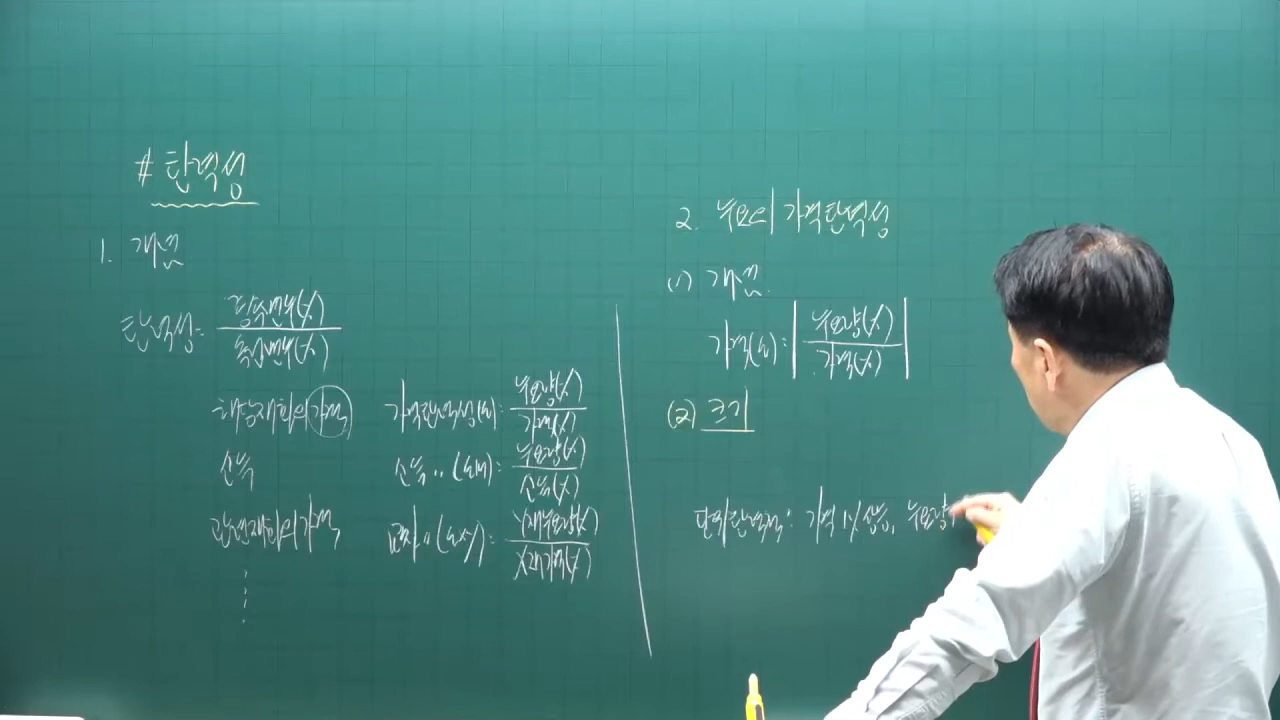 # 탄력성
1. 개념
탄력성 = 종속변수(%) / 독립변수(%)
해당재화의 가격 가격탄력성(εp): 수요량(%) / 가격(%)
소득 소득 〃 (εM): 수요량(%) / 소득(%)
관련재화의 가격 교차 〃 (εXY): Y재수요량(%) / X재가격(%)
2. 수요의 가격탄력성
(1) 개념
가격(εp): | 수요량(%) / 가격(%) |
(2) 크기
단위탄력적: 가격 1% 상승, 수요량